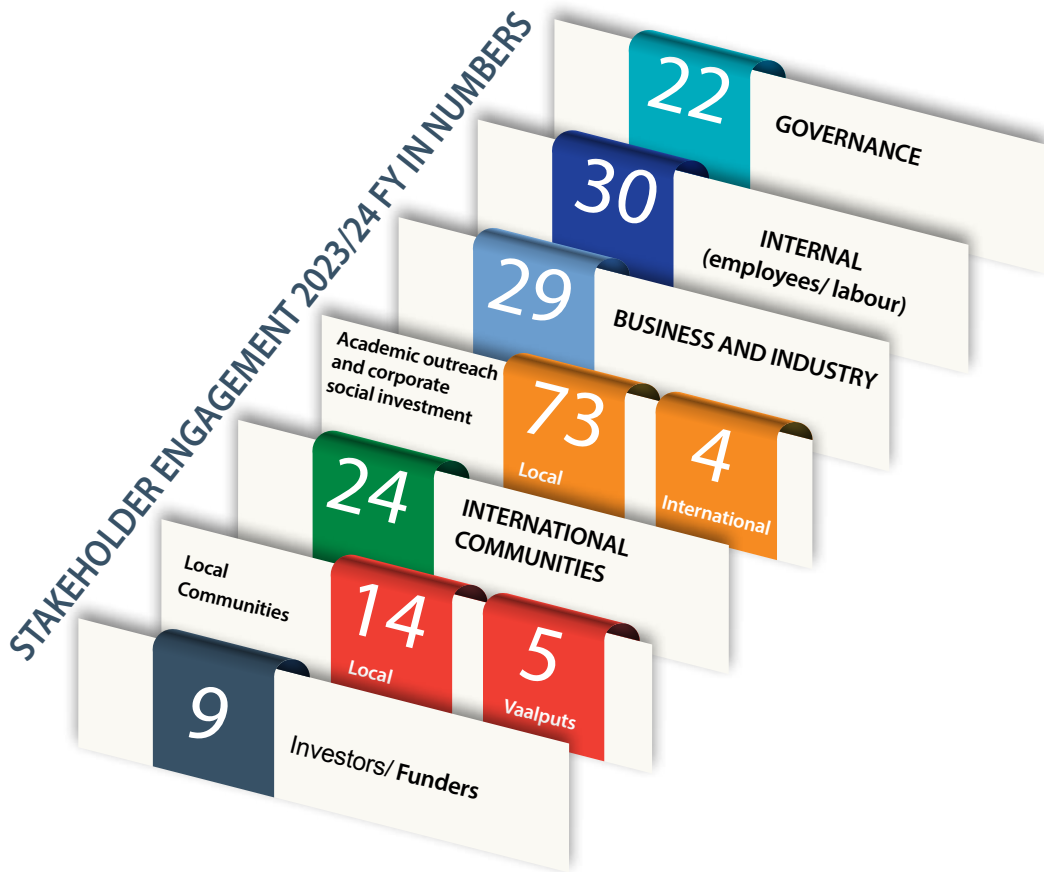 STAKEHOLDER ENGAGEMENT 2023/24 FY IN NUMBERS
22
GOVERNANCE
30
INTERNAL
(employees/ labour)
29
BUSINESS AND INDUSTRY
Academic outreach
and corporate
social investment
73
Local
4
International
24
INTERNATIONAL
COMMUNITIES
Local
Communities
14
Local
5
Vaalputs
9
Investors/ Funders